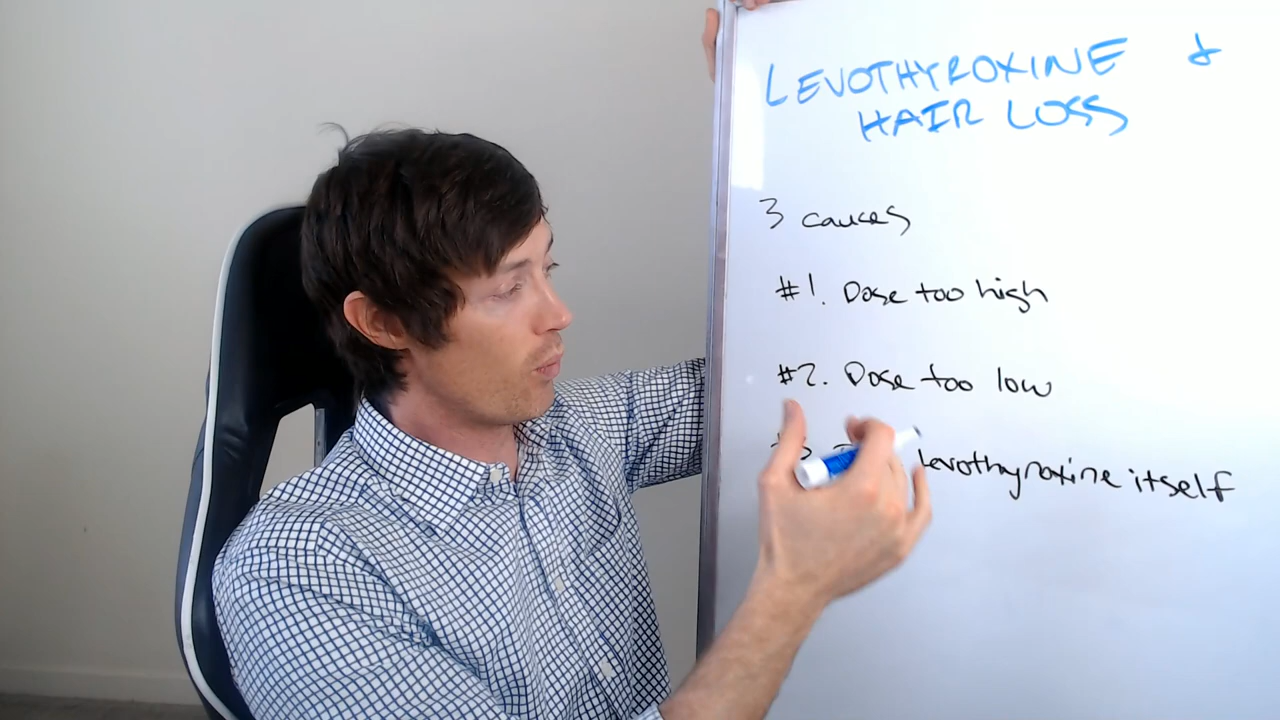 LEVOTHYROXINE &
HAIR LOSS
3 causes
#1. Dose too high
#2. Dose too low
levothyroxine itself